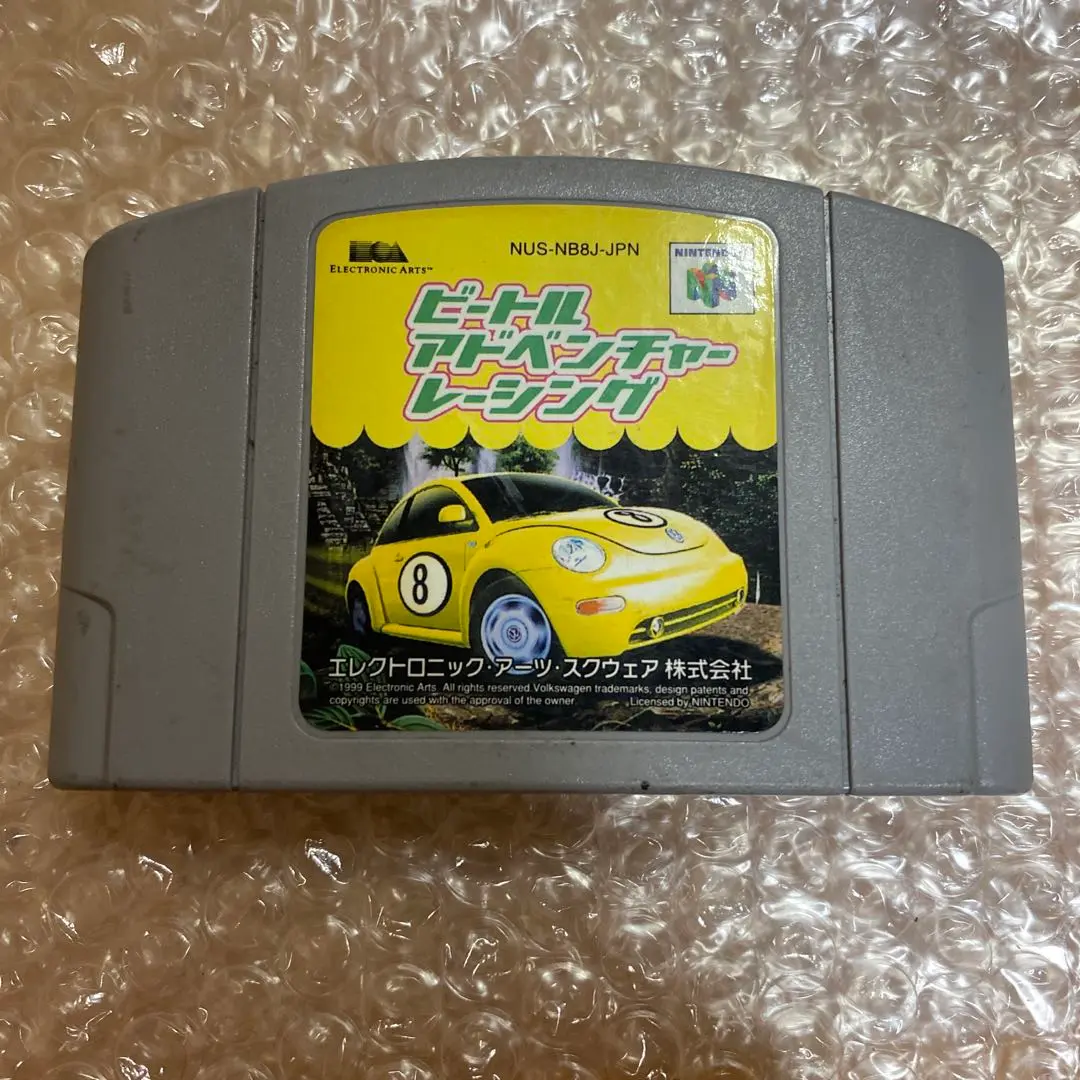 ELECTRONIC ARTS™
NUS-NB8J-JPN
NINTENDO
ビートル
アドベンチャー
レーシング
8
8
エレクトロニック・アーツ・スクウェア 株式会社
©1999 Electronic Arts. All rights reserved.Volkswagen trademarks, design patents and
copyrights are used with the approval of the owner.
Licensed by NINTENDO